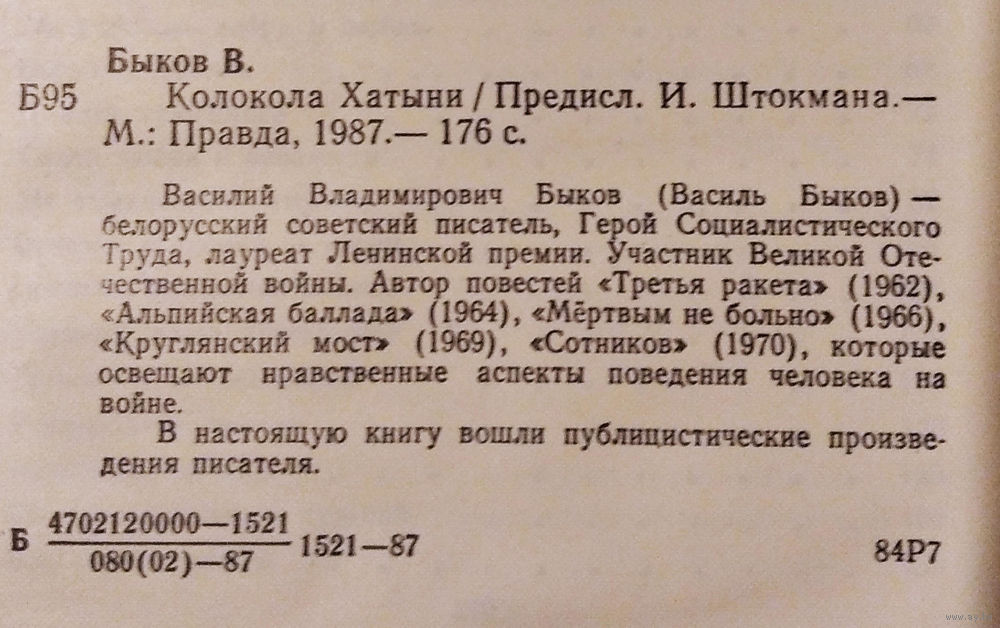 Быков В.
Б95 Колокола Хатыни / Предисл. И. Штокмана.—
М.: Правда, 1987.— 176 с.
Василий Владимирович Быков (Василь Быков) —
белорусский советский писатель, Герой Социалистического
Труда, лауреат Ленинской премии. Участник Великой Оте-
чественной войны. Автор повестей «Третья ракета» (1962),
«Альпийская баллада» (1964), «Мёртвым не больно» (1966),
«Круглянский мост» (1969), «Сотников» (1970), которые
освещают нравственные аспекты поведения человека на
войне.
В настоящую книгу вошли публицистические произве-
дения писателя.
Б 4702120000—1521
080(02)—87
1521—87
84Р7